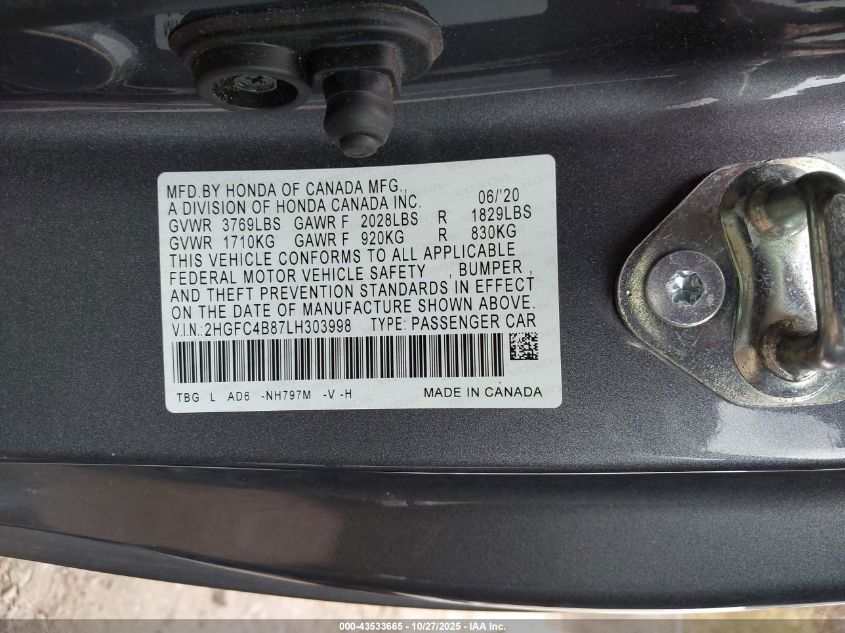 MFD.BY HONDA OF CANADA MFG.,
A DIVISION OF HONDA CANADA INC. 06/'20
GVWR 3769LBS GAWR F 2028LBS R 1829LBS
GVWR 1710KG GAWR F 920KG R 830KG
THIS VEHICLE CONFORMS TO ALL APPLICABLE
FEDERAL MOTOR VEHICLE SAFETY , BUMPER ,
AND THEFT PREVENTION STANDARDS IN EFFECT
ON THE DATE OF MANUFACTURE SHOWN ABOVE.
V.I.N.:2HGFC4B87LH303998 TYPE: PASSENGER CAR
TBG L AD6 -NH797M -V -H MADE IN CANADA
000-43533665 - 10/27/2025 - IAA Inc.